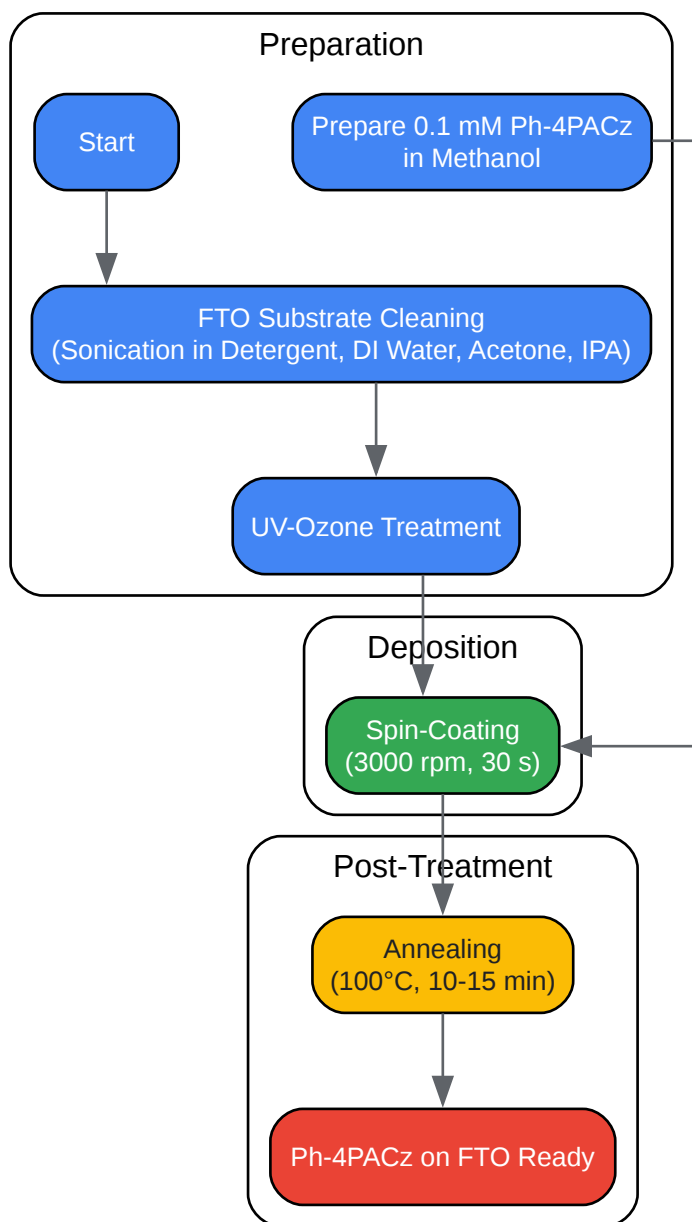 Preparation
Start
Prepare 0.1 mM Ph-4PACz
in Methanol
FTO Substrate Cleaning
(Sonication in Detergent, DI Water, Acetone, IPA)
UV-Ozone Treatment
Deposition
Spin-Coating
(3000 rpm, 30 s)
Post-Treatment
Annealing
(100°C, 10-15 min)
Ph-4PACz on FTO Ready